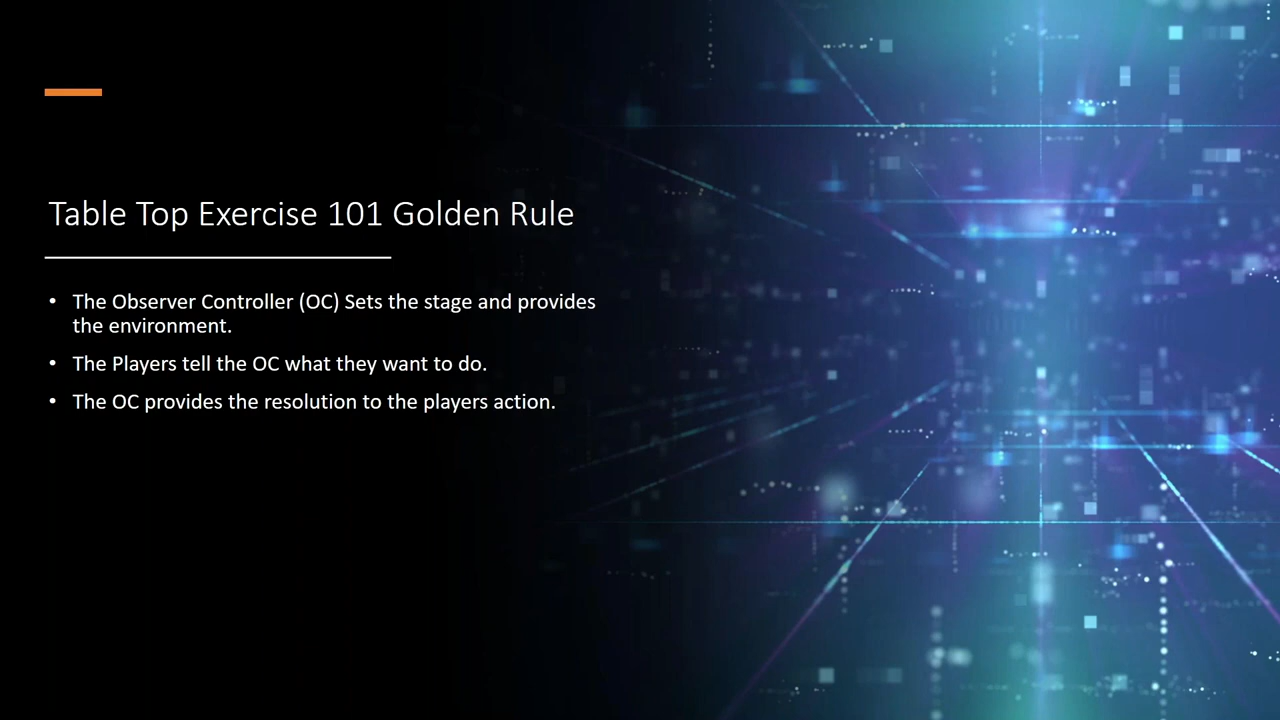 Table Top Exercise 101 Golden Rule
• The Observer Controller (OC) Sets the stage and provides
the environment.
• The Players tell the OC what they want to do.
• The OC provides the resolution to the players action.